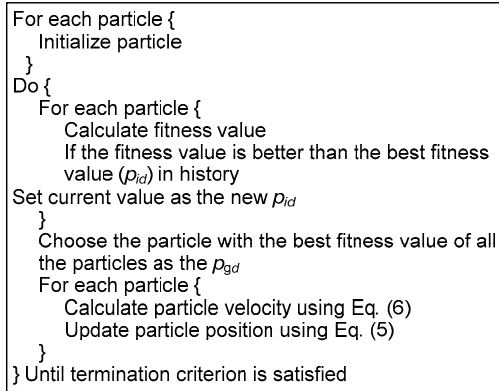 For each particle {
Initialize particle
}
Do {
For each particle {
Calculate fitness value
If the fitness value is better than the best fitness
value (pid) in history
Set current value as the new pid
}
Choose the particle with the best fitness value of all
the particles as the pgd
For each particle {
Calculate particle velocity using Eq. (6)
Update particle position using Eq. (5)
}
} Until termination criterion is satisfied